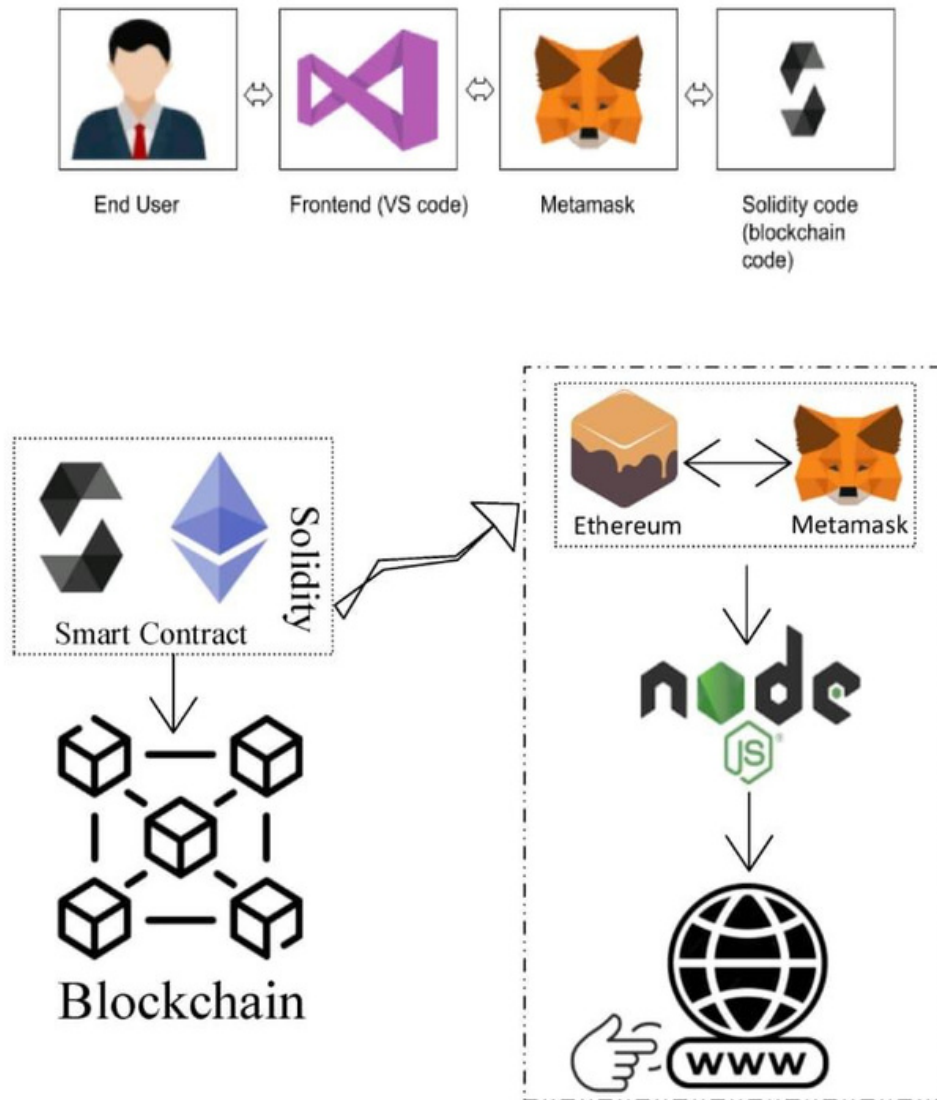 End User
Frontend (VS code)
Metamask
Solidity code
(blockchain
code)
Solidity
Smart Contract
Blockchain
Ethereum
Metamask
node
JS®
WWW